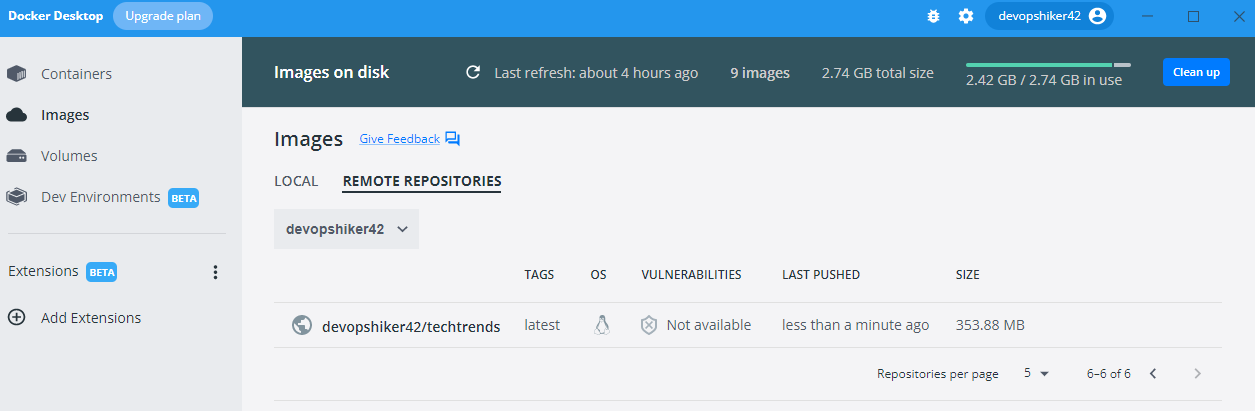 Docker Desktop Upgrade plan devopshiker42
Containers
Images
Volumes
Dev Environments BETA
Extensions BETA
Add Extensions
Images on disk Last refresh: about 4 hours ago 9 images 2.74 GB total size 2.42 GB / 2.74 GB in use Clean up
Images Give Feedback
LOCAL REMOTE REPOSITORIES
devopshiker42
TAGS OS VULNERABILITIES LAST PUSHED SIZE
devopshiker42/techtrends latest Not available less than a minute ago 353.88 MB
Repositories per page 5 6–6 of 6